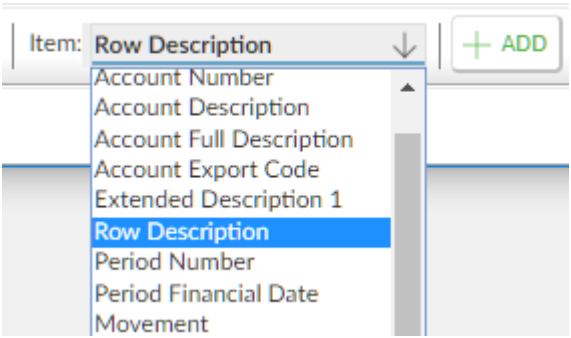 Item: Row Description + ADD
Account Number
Account Description
Account Full Description
Account Export Code
Extended Description 1
Row Description
Period Number
Period Financial Date
Movement